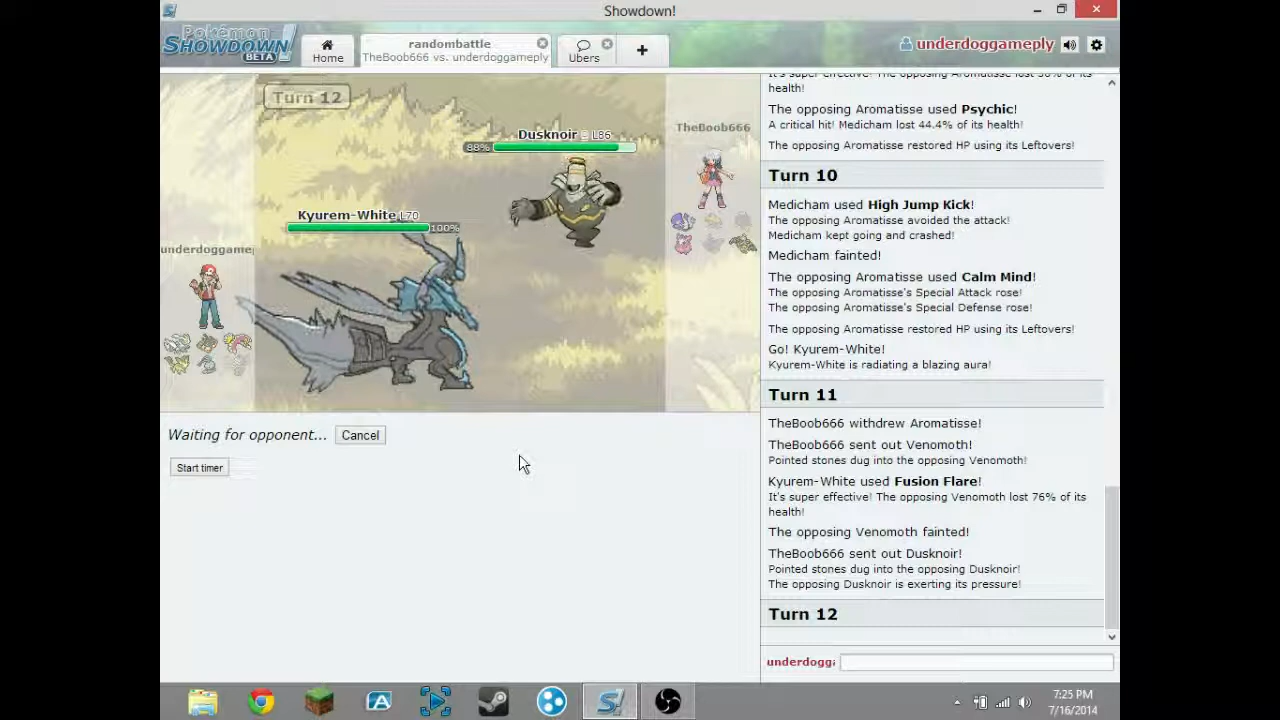 Showdown!
Pokémon
SHOWDOWN!
BETA
Home
randombattle
TheBoob666 vs. underdoggameply
Ubers
underdoggameply
Turn 12
Dusknoir L86
88%
TheBoob666
Kyurem-White L70
100%
underdoggame
Waiting for opponent...
Cancel
Start timer
health!
The opposing Aromatisse used Psychic!
A critical hit! Medicham lost 44.4% of its health!
The opposing Aromatisse restored HP using its Leftovers!
Turn 10
Medicham used High Jump Kick!
The opposing Aromatisse avoided the attack!
Medicham kept going and crashed!
Medicham fainted!
The opposing Aromatisse used Calm Mind!
The opposing Aromatisse's Special Attack rose!
The opposing Aromatisse's Special Defense rose!
The opposing Aromatisse restored HP using its Leftovers!
Go! Kyurem-White!
Kyurem-White is radiating a blazing aura!
Turn 11
TheBoob666 withdrew Aromatisse!
TheBoob666 sent out Venomoth!
Pointed stones dug into the opposing Venomoth!
Kyurem-White used Fusion Flare!
It's super effective! The opposing Venomoth lost 76% of its
health!
The opposing Venomoth fainted!
TheBoob666 sent out Dusknoir!
Pointed stones dug into the opposing Dusknoir!
The opposing Dusknoir is exerting its pressure!
Turn 12
underdogg:
7:25 PM
7/16/2014